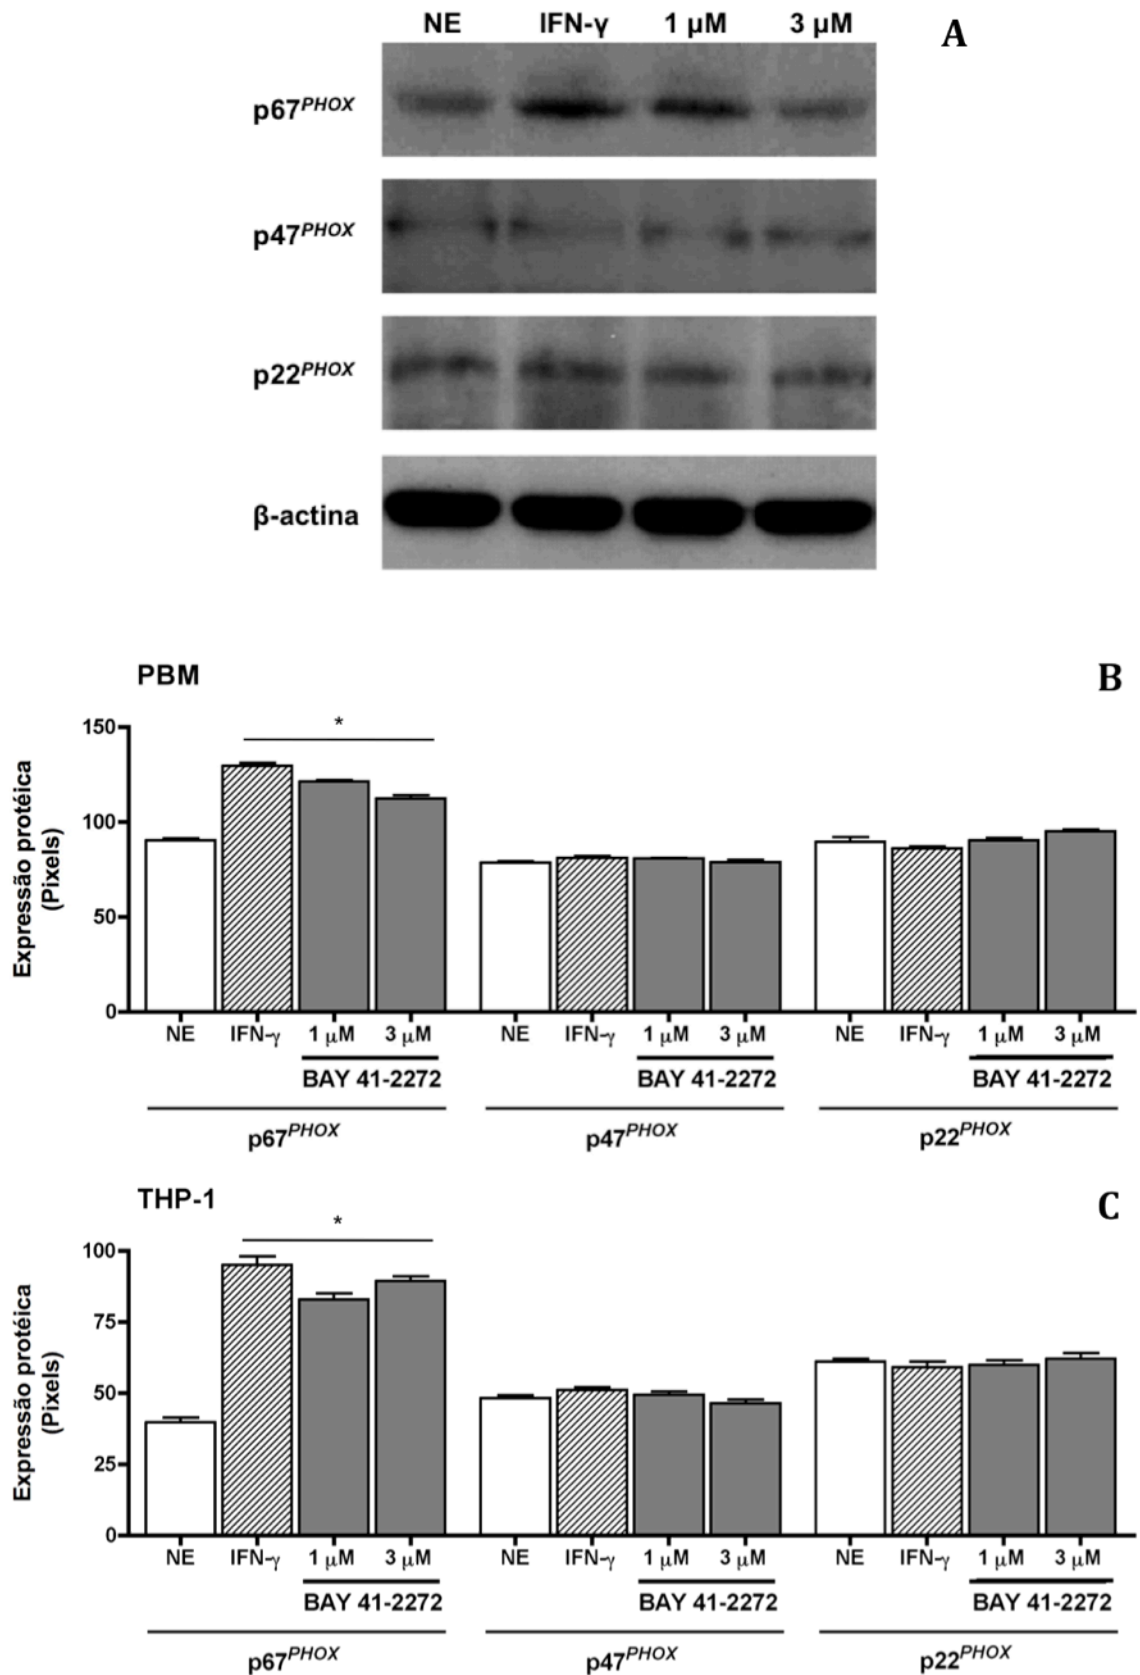 NE IFN-γ 1 µM 3 µM
A
p67PHOX
p47PHOX
p22PHOX
β-actina
PBM
B
Expressão protéica
(Pixels)
150
100
50
0
*
NE IFN-γ 1 µM 3 µM NE IFN-γ 1 µM 3 µM NE IFN-γ 1 µM 3 µM
BAY 41-2272 BAY 41-2272 BAY 41-2272
p67PHOX p47PHOX p22PHOX
THP-1
C
Expressão protéica
(Pixels)
100
75
50
25
0
*
NE IFN-γ 1 µM 3 µM NE IFN-γ 1 µM 3 µM NE IFN-γ 1 µM 3 µM
BAY 41-2272 BAY 41-2272 BAY 41-2272
p67PHOX p47PHOX p22PHOX